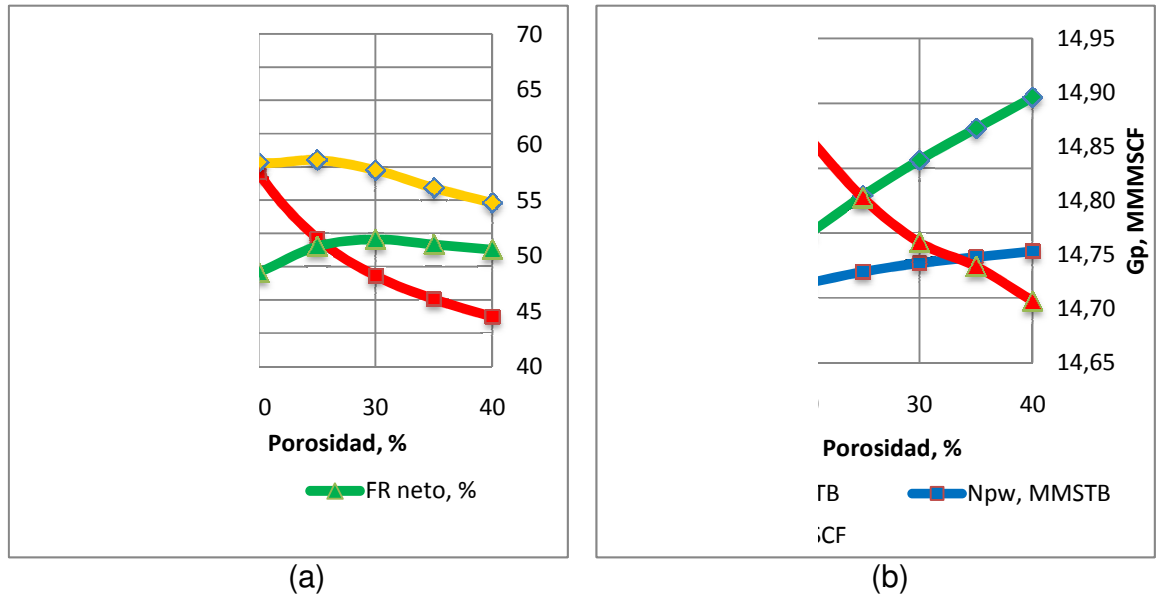 70
65
60
55
50
45
40
0 30 40
Porosidad, %
FR neto, %
(a)
14,95
14,90
14,85
14,80
14,75
14,70
14,65
Gp, MMMSCF
30 40
Porosidad, %
TB Npw, MMSTB
SCF
(b)